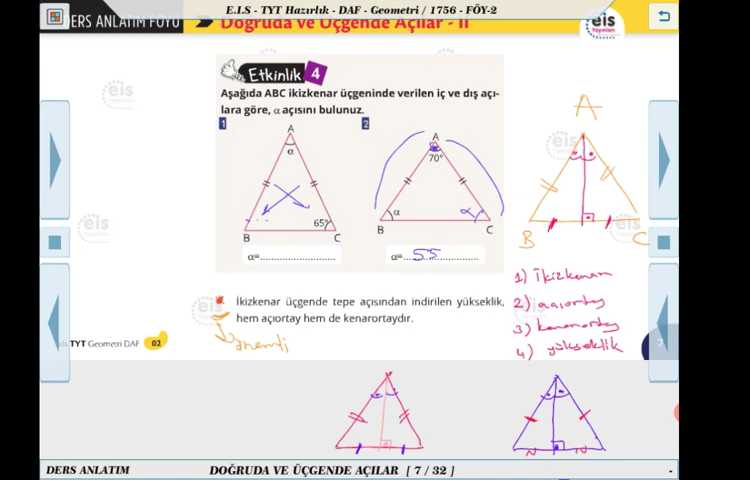 E.I.S - TYT Hazırlık - DAF - Geometri / 1756 - FÖY-2
DERS ANLATIM FÖYÜ
Doğruda ve Üçgende Açılar - II
eis
Yayınları
Etkinlik 4
Aşağıda ABC ikizkenar üçgeninde verilen iç ve dış açı-
lara göre, α açısını bulunuz.
1
A
α
65°
B
C
α=
2
A
70°
α
α
B
C
α= 55
A
B
C
1) İkizkenar
2) açıortay
3) kenarortay
4) yükseklik
İkizkenar üçgende tepe açısından indirilen yükseklik,
hem açıortay hem de kenarortaydır.
önemli
eis TYT Geometri DAF 02
7
DERS ANLATIM
DOĞRUDA VE ÜÇGENDE AÇILAR [ 7 / 32 ]
-